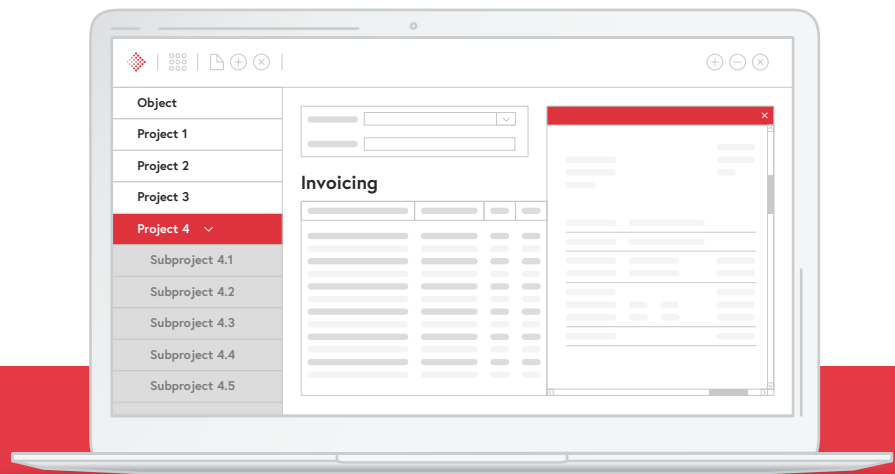 Object
Project 1
Project 2
Project 3
Project 4
Subproject 4.1
Subproject 4.2
Subproject 4.3
Subproject 4.4
Subproject 4.5
Invoicing